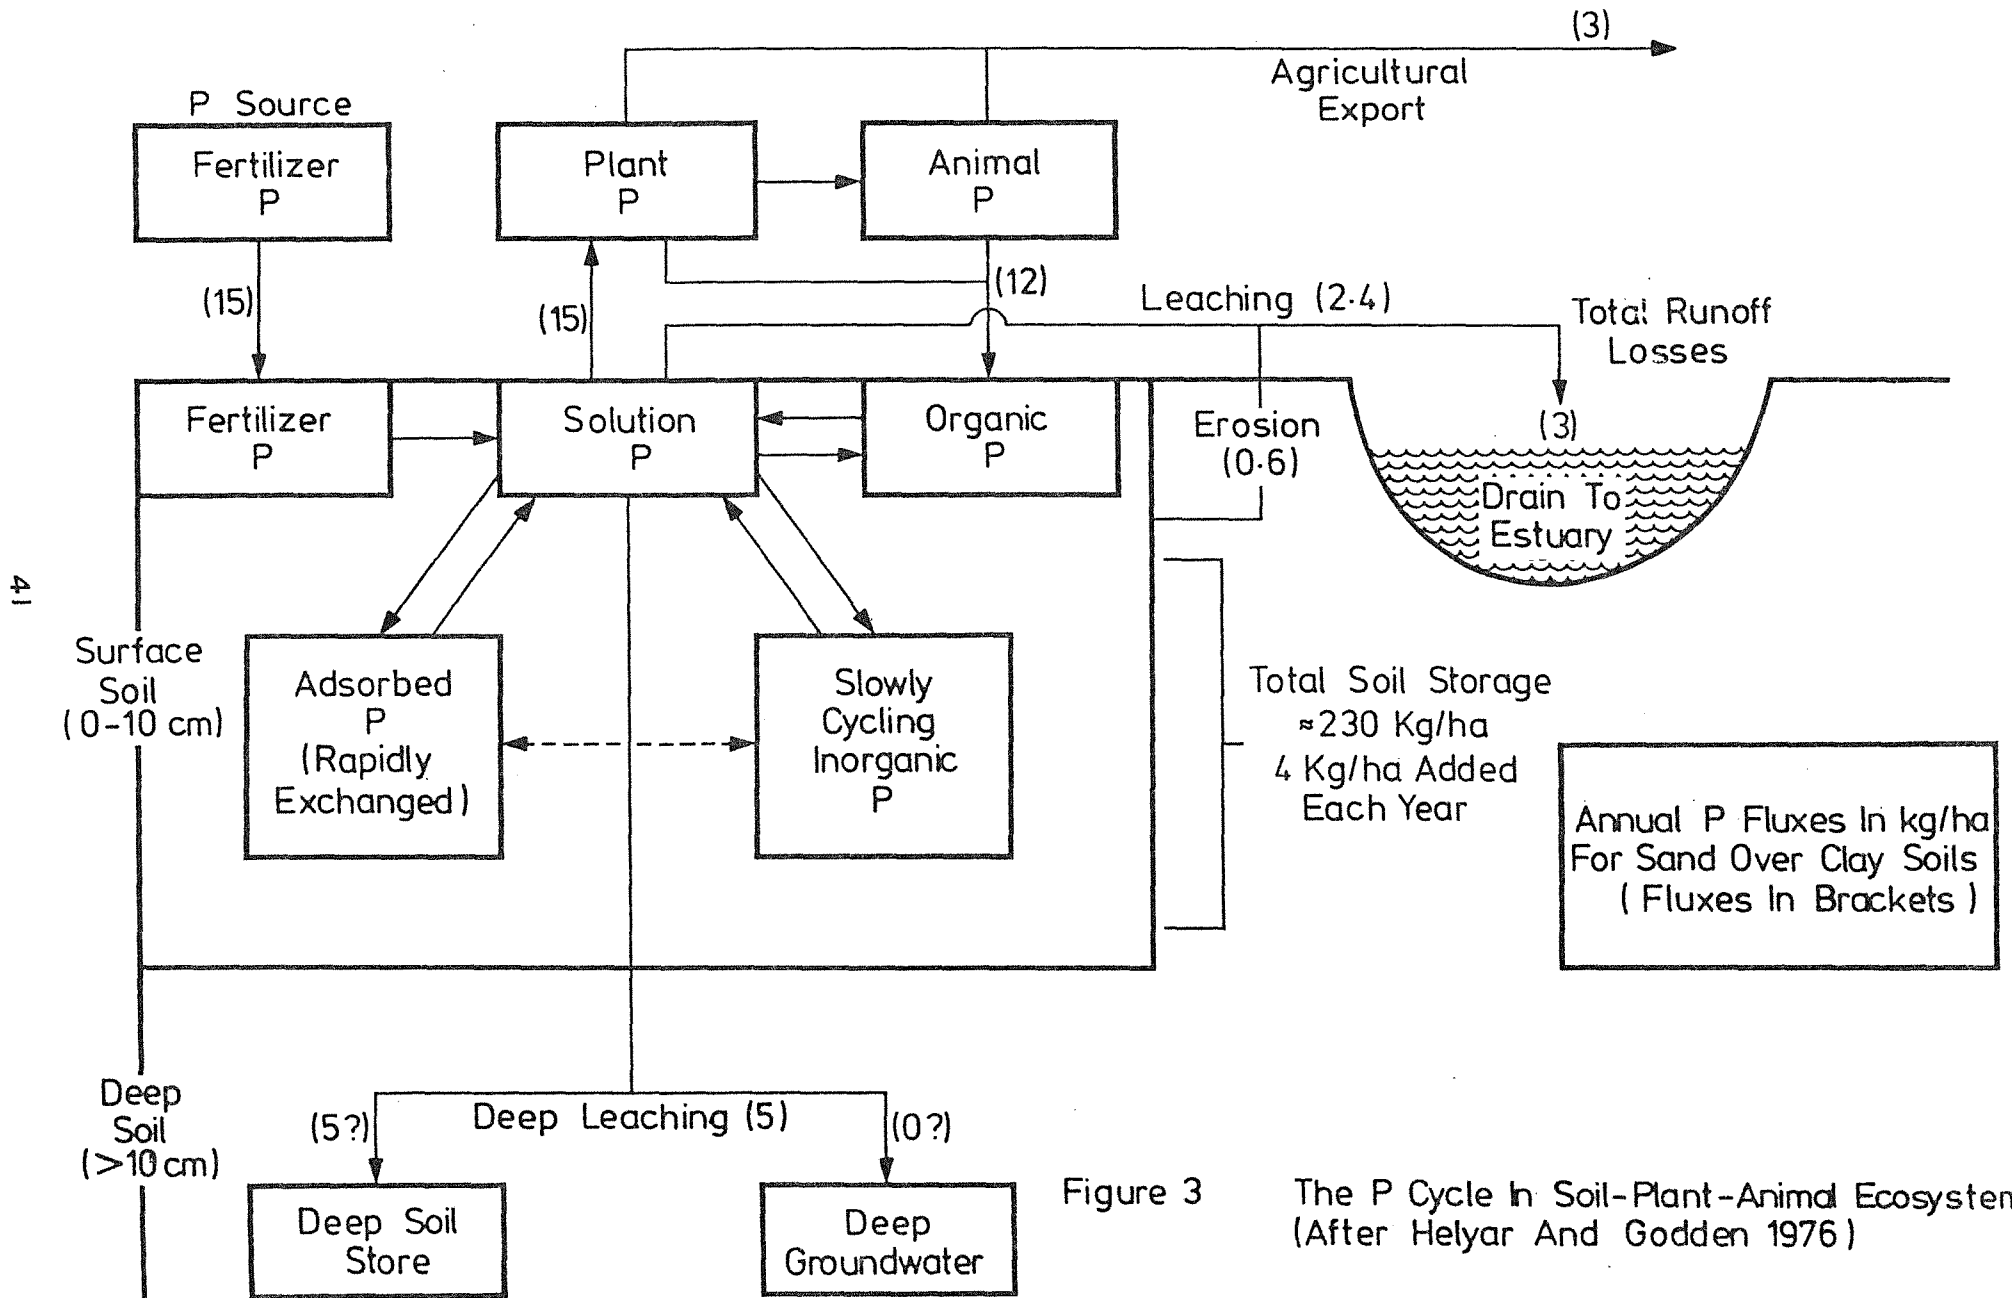 (3)
Agricultural
Export
P Source
Fertilizer
P
Plant
P
Animal
P
(15)
(15)
(12)
Leaching (2·4)
Total Runoff
Losses
Fertilizer
P
Solution
P
Organic
P
Erosion
(0·6)
(3)
Drain To
Estuary
41
Surface
Soil
(0-10 cm)
Adsorbed
P
(Rapidly
Exchanged)
Slowly
Cycling
Inorganic
P
Total Soil Storage
≈230 Kg/ha
4 Kg/ha Added
Each Year
Annual P Fluxes In kg/ha
For Sand Over Clay Soils
(Fluxes In Brackets)
Deep
Soil
(>10 cm)
(5?)
Deep Leaching (5)
(0?)
Deep Soil
Store
Deep
Groundwater
Figure 3
The P Cycle In Soil-Plant-Animal Ecosysten
(After Helyar And Godden 1976)